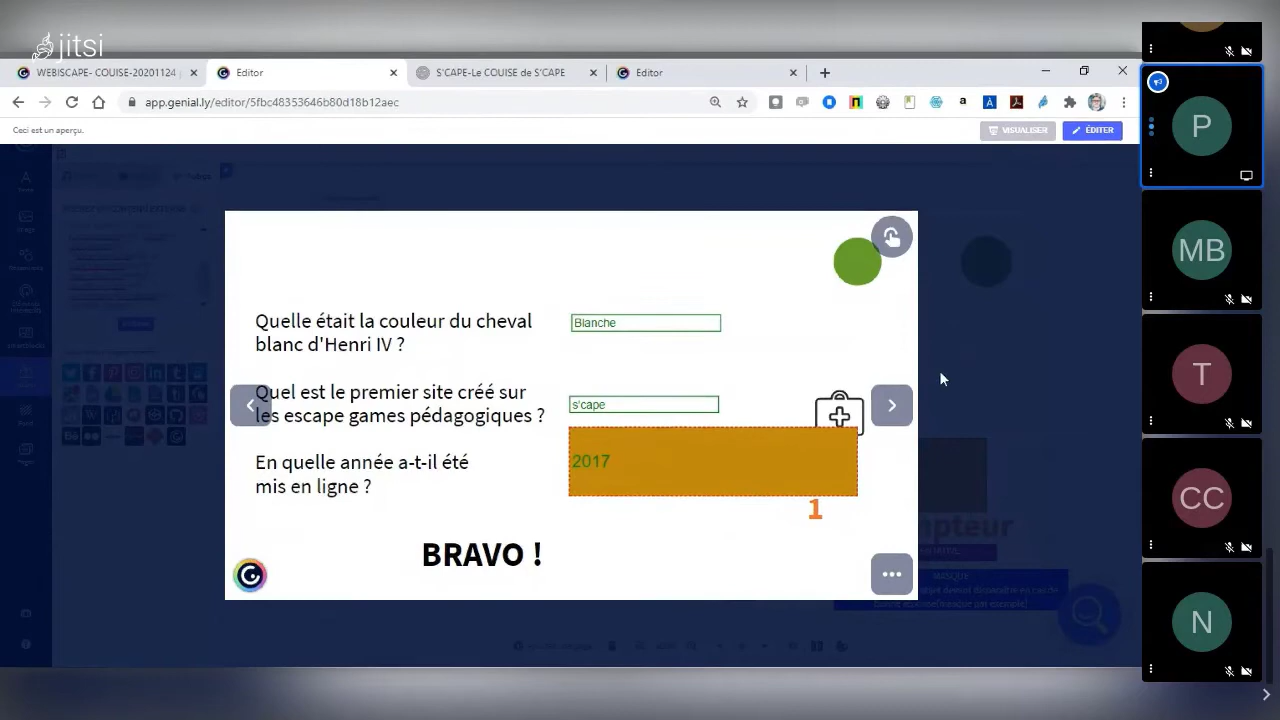 jitsi
WEBISCAPE- COUISE-20201124
Editor
S'CAPE-Le COUISE de S'CAPE
Editor
app.genial.ly/editor/5fbc48353646b80d18b12aec
Ceci est un aperçu.
VISUALISER
ÉDITER
Quelle était la couleur du cheval
blanc d'Henri IV ?
Blanche
Quel est le premier site créé sur
les escape games pédagogiques ?
s'cape
En quelle année a-t-il été
mis en ligne ?
2017
1
BRAVO !
P
MB
T
CC
N